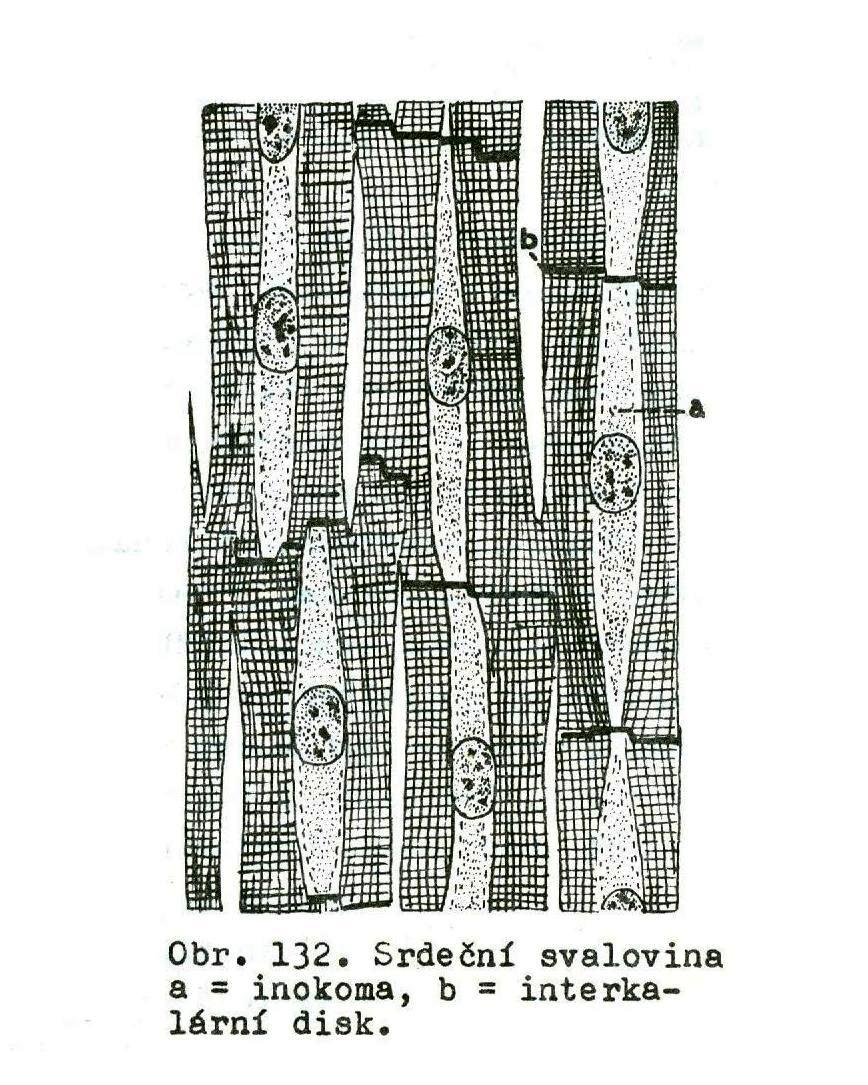 b
a
Obr. 132. Srdeční svalovina
a = inokoma, b = interka-
lární disk.